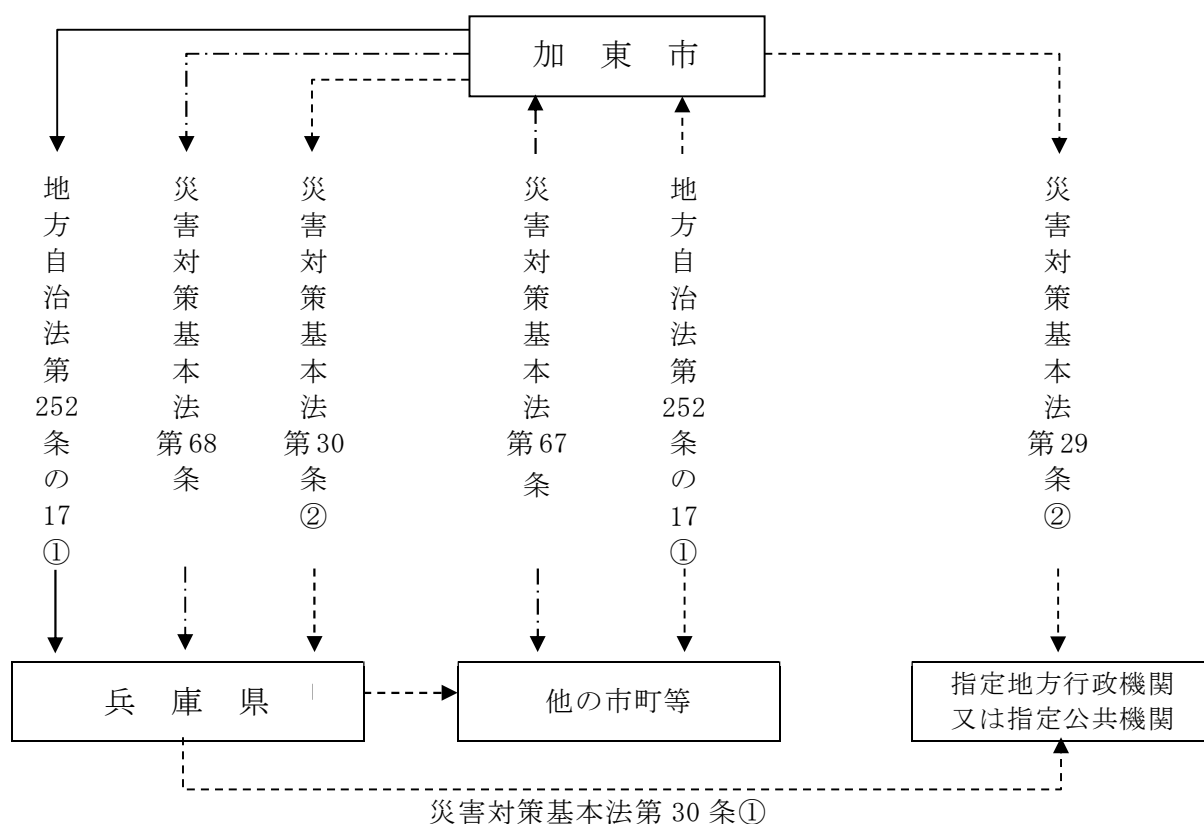 加東市
地方自治法第252条の17①
災害対策基本法第68条
災害対策基本法第30条②
災害対策基本法第67条
地方自治法第252条の17①
災害対策基本法第29条②
兵庫県
他の市町等
指定地方行政機関
又は指定公共機関
災害対策基本法第30条①